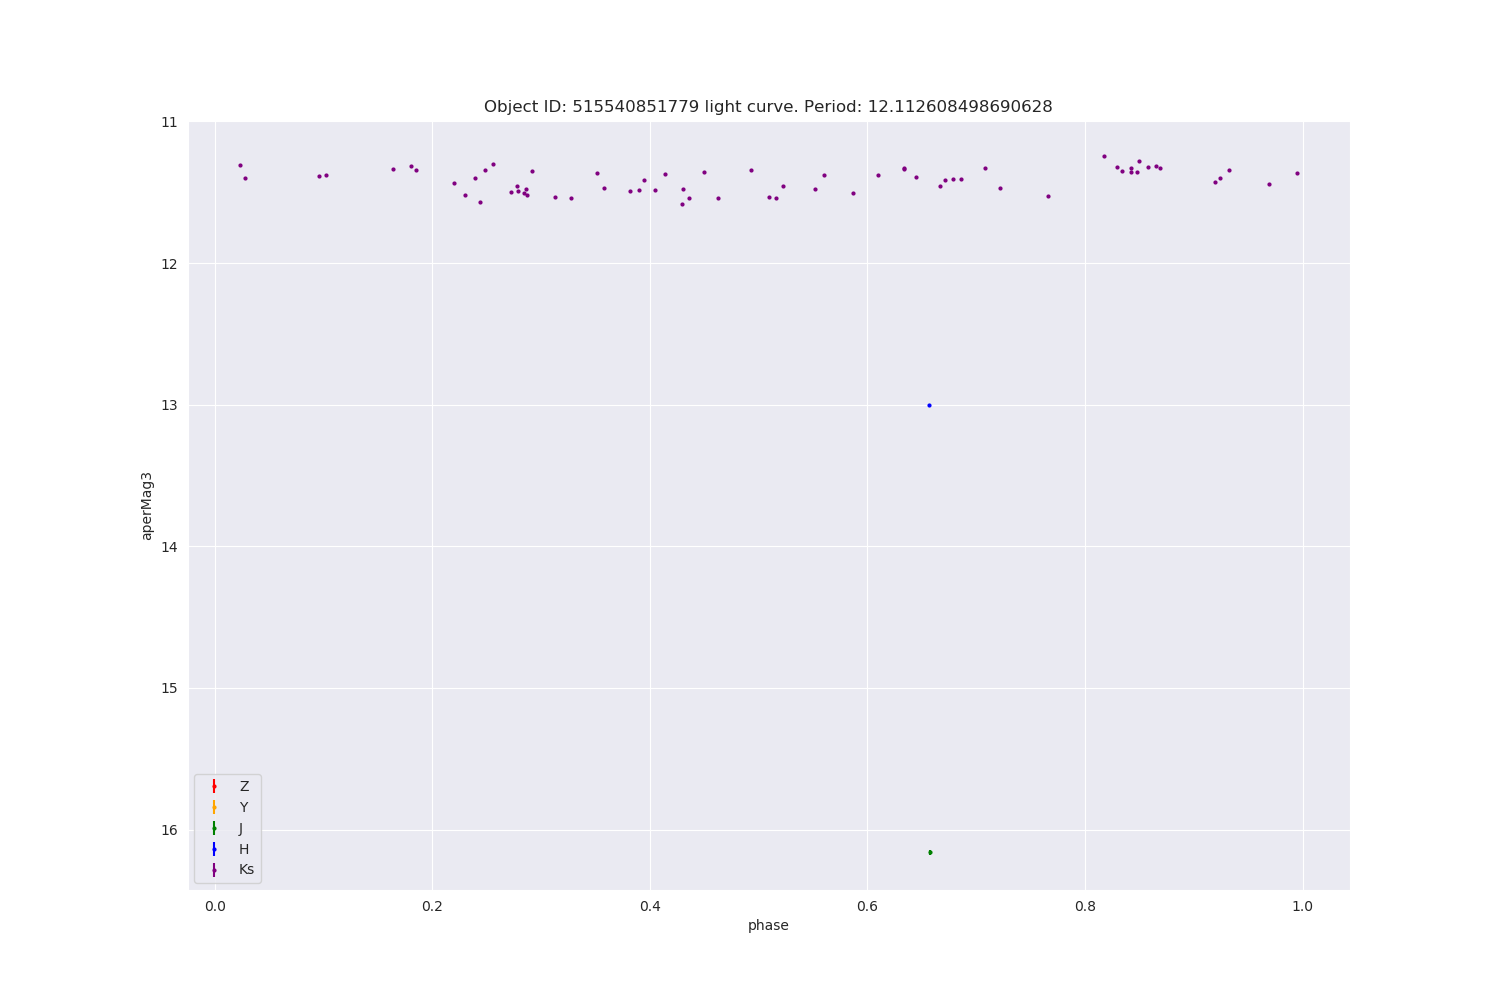 Object ID: 515540851779 light curve. Period: 12.112608498690628
11
12
13
14
15
16
aperMag3
Z
Y
J
H
Ks
0.0 0.2 0.4 0.6 0.8 1.0
phase